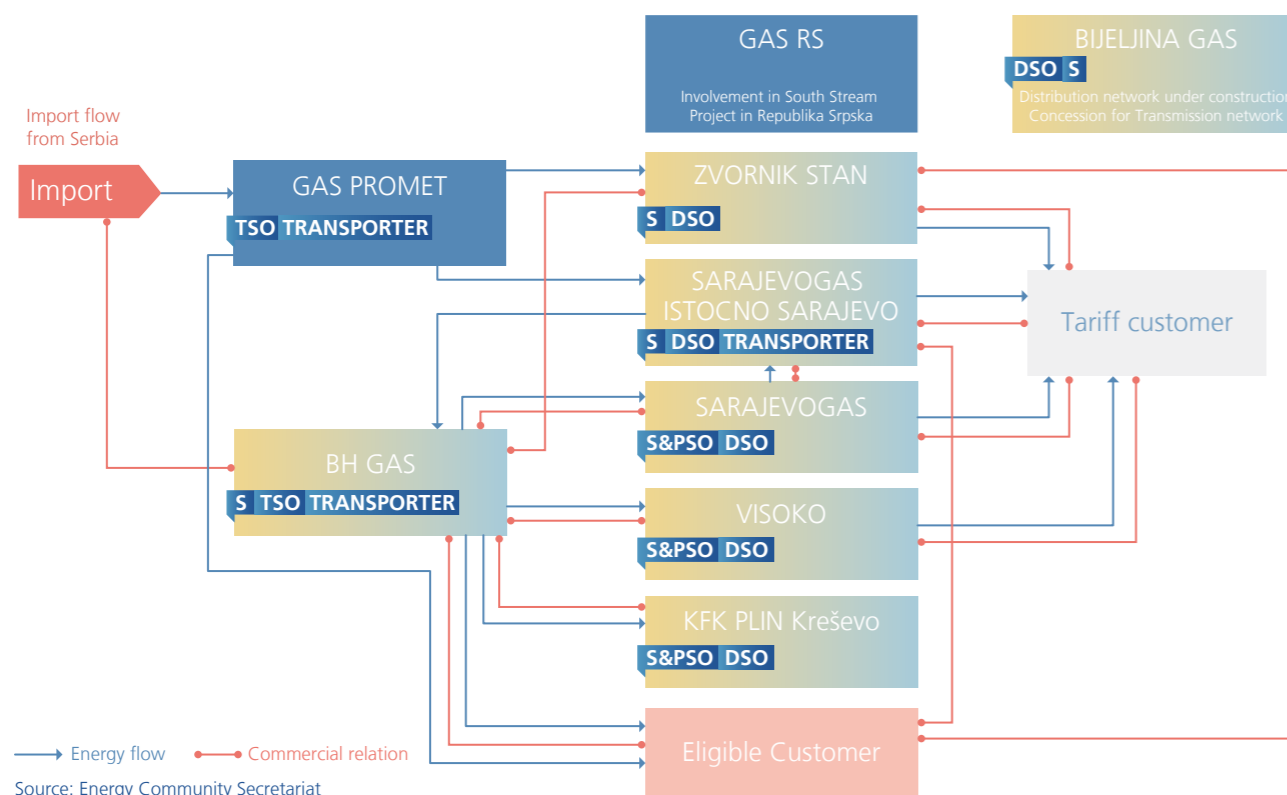 GAS RS
Involvement in South Stream
Project in Republika Srpska
BIJELJINA GAS
DSO S
Distribution network under construction
Concession for Transmission network
Import flow
from Serbia
Import
GAS PROMET
TSO TRANSPORTER
ZVORNIK STAN
S DSO
SARAJEVOGAS
ISTOCNO SARAJEVO
S DSO TRANSPORTER
Tariff customer
SARAJEVOGAS
S&PSO DSO
BH GAS
S TSO TRANSPORTER
VISOKO
S&PSO DSO
KFK PLIN Kreševo
S&PSO DSO
Eligible Customer
Energy flow
Commercial relation
Source: Energy Community Secretariat